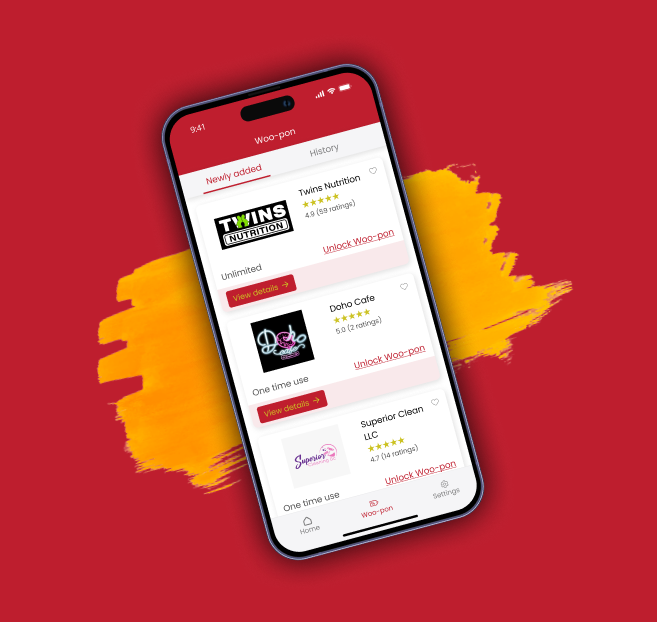 9:41
Woo-pon
Newly added
History
TWINS
NUTRITION
Twins Nutrition
4.9 (59 ratings)
Unlock Woo-pon
Unlimited
View details →
Doho
cafe
Doho Cafe
5.0 (2 ratings)
Unlock Woo-pon
One time use
View details →
Superior
Superior Clean
LLC
4.7 (14 ratings)
Unlock Woo-pon
One time use
Home
Woo-pon
Settings